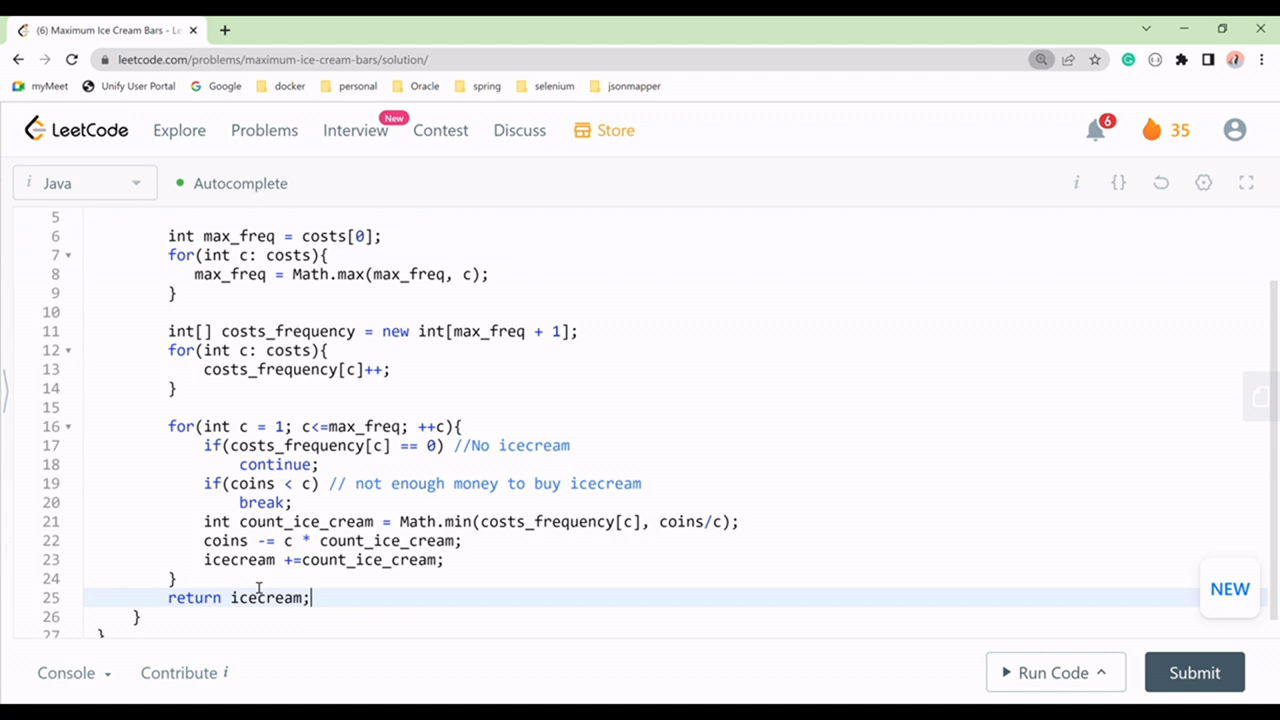 (6) Maximum Ice Cream Bars - Le
leetcode.com/problems/maximum-ice-cream-bars/solution/
myMeet Unify User Portal Google docker personal Oracle spring selenium jsonmapper
LeetCode Explore Problems Interview New Contest Discuss Store 6 35
i Java Autocomplete i {}
5
6 int max_freq = costs[0];
7 for(int c: costs){
8 max_freq = Math.max(max_freq, c);
9 }
10
11 int[] costs_frequency = new int[max_freq + 1];
12 for(int c: costs){
13 costs_frequency[c]++;
14 }
15
16 for(int c = 1; c<=max_freq; ++c){
17 if(costs_frequency[c] == 0) //No icecream
18 continue;
19 if(coins < c) // not enough money to buy icecream
20 break;
21 int count_ice_cream = Math.min(costs_frequency[c], coins/c);
22 coins -= c * count_ice_cream;
23 icecream +=count_ice_cream;
24 }
25 return icecream;
26 }
27 }
NEW
Console Contribute i Run Code Submit